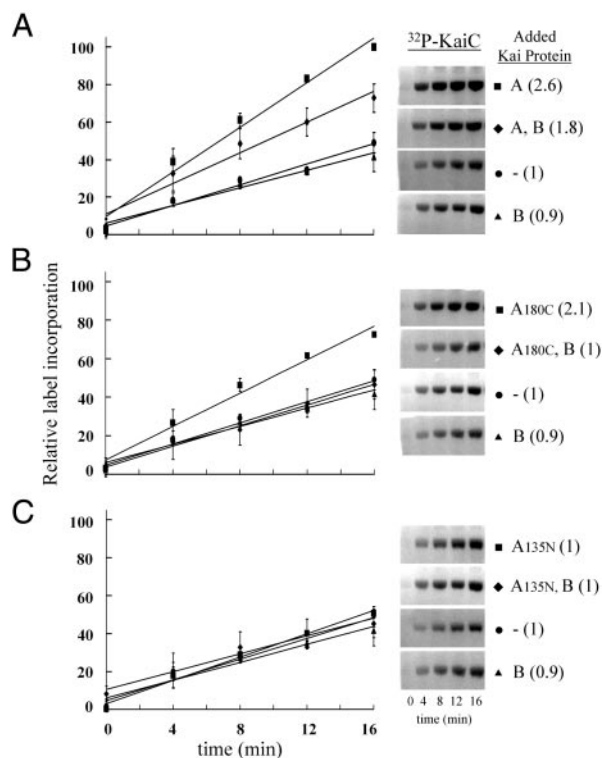 A
³²P-KaiC
Added
Kai Protein
100
80
60
40
20
0
■ A (2.6)
◆ A, B (1.8)
● - (1)
▲ B (0.9)
B
Relative label incorporation
100
80
60
40
20
0
■ A180C (2.1)
◆ A180C, B (1)
● - (1)
▲ B (0.9)
C
100
80
60
40
20
0
■ A135N (1)
◆ A135N, B (1)
● - (1)
▲ B (0.9)
0 4 8 12 16
time (min)
0 4 8 12 16
time (min)